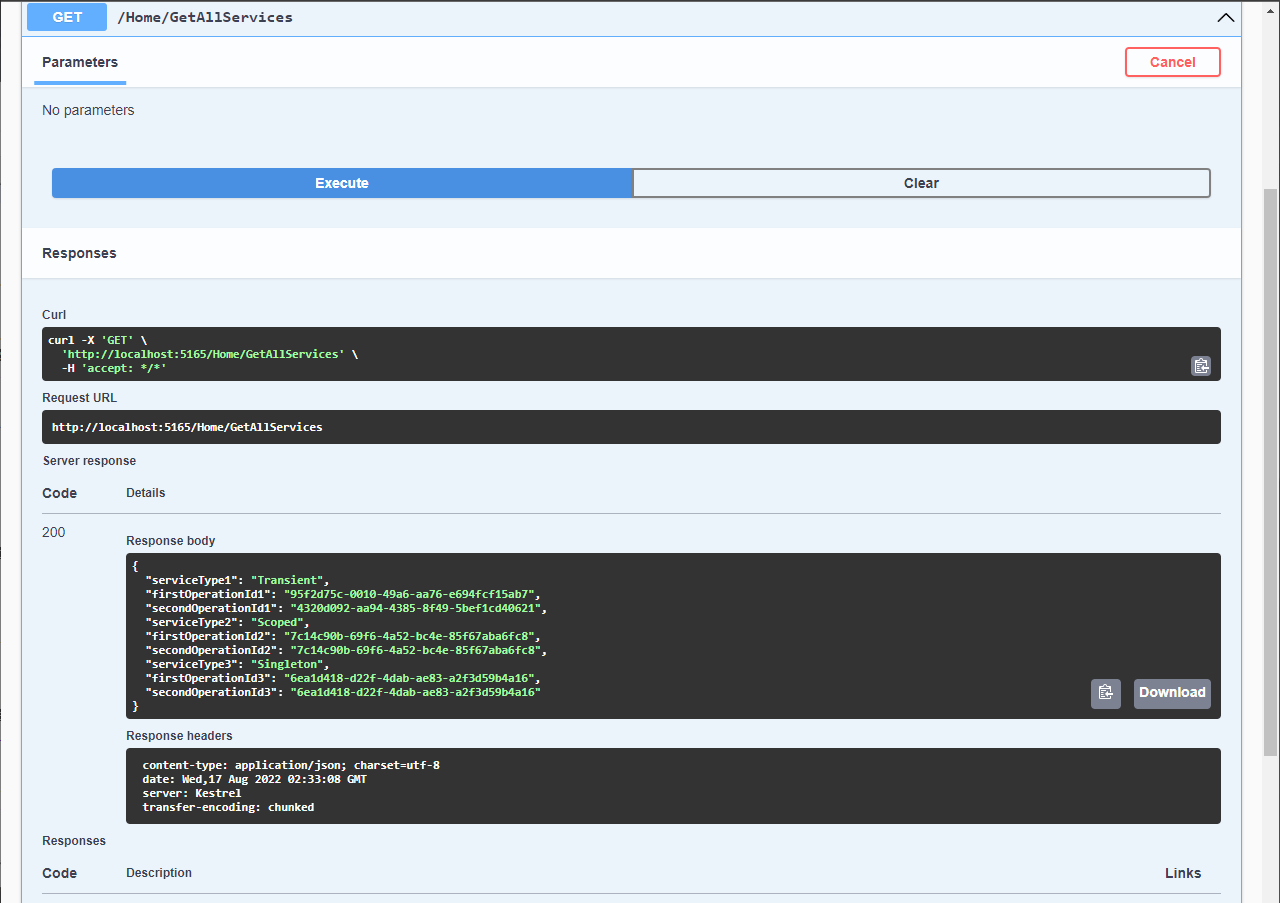 GET /Home/GetAllServices
Parameters
Cancel
No parameters
Execute
Clear
Responses
Curl
curl -X 'GET' \
  'http://localhost:5165/Home/GetAllServices' \
  -H 'accept: */*'
Request URL
http://localhost:5165/Home/GetAllServices
Server response
Code Details
200
Response body
{
  "serviceType1": "Transient",
  "firstOperationId1": "95f2d75c-0010-49a6-aa76-e694fcf15ab7",
  "secondOperationId1": "4320d092-aa94-4385-8f49-5bef1cd40621",
  "serviceType2": "Scoped",
  "firstOperationId2": "7c14c90b-69f6-4a52-bc4e-85f67aba6fc8",
  "secondOperationId2": "7c14c90b-69f6-4a52-bc4e-85f67aba6fc8",
  "serviceType3": "Singleton",
  "firstOperationId3": "6ea1d418-d22f-4dab-ae83-a2f3d59b4a16",
  "secondOperationId3": "6ea1d418-d22f-4dab-ae83-a2f3d59b4a16"
}
Download
Response headers
content-type: application/json; charset=utf-8
date: Wed,17 Aug 2022 02:33:08 GMT
server: Kestrel
transfer-encoding: chunked
Responses
Code Description Links